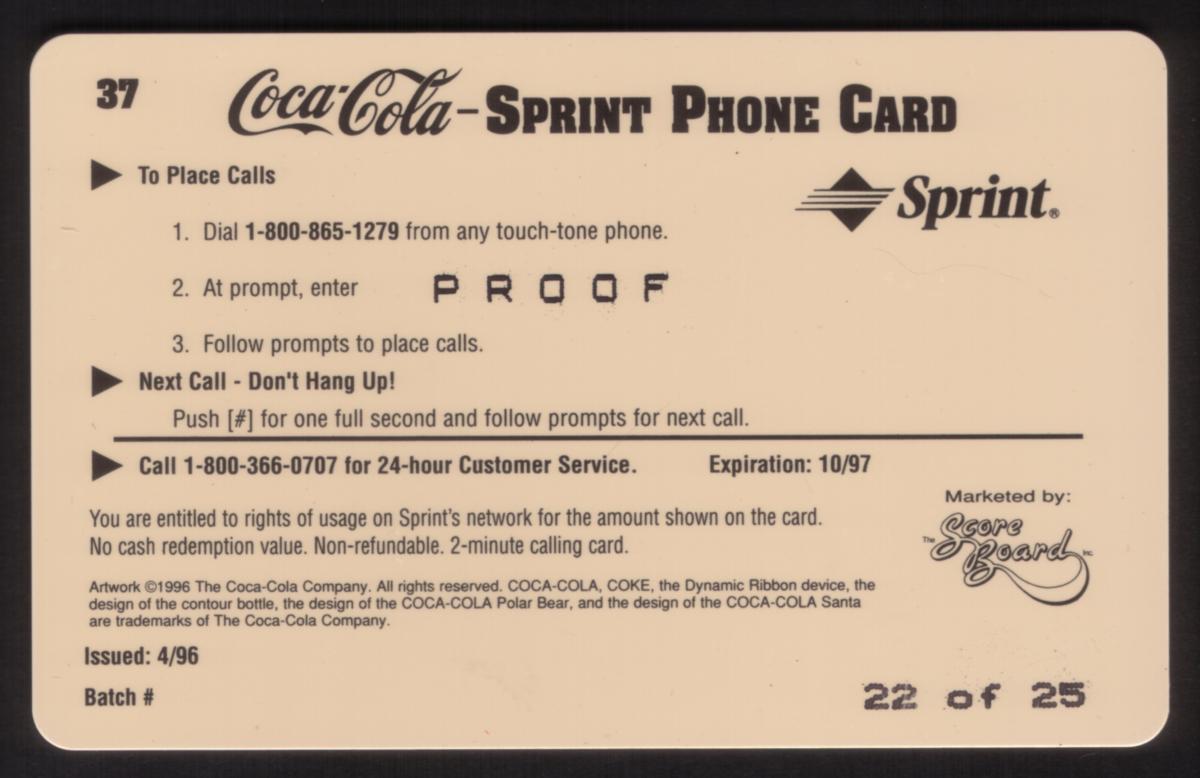 37
Coca-Cola–SPRINT PHONE CARD
To Place Calls
Sprint®
1. Dial 1-800-865-1279 from any touch-tone phone.
2. At prompt, enter PROOF
3. Follow prompts to place calls.
Next Call - Don't Hang Up!
Push [#] for one full second and follow prompts for next call.
Call 1-800-366-0707 for 24-hour Customer Service. Expiration: 10/97
Marketed by:
The Score Board Inc.
You are entitled to rights of usage on Sprint's network for the amount shown on the card.
No cash redemption value. Non-refundable. 2-minute calling card.
Artwork ©1996 The Coca-Cola Company. All rights reserved. COCA-COLA, COKE, the Dynamic Ribbon device, the
design of the contour bottle, the design of the COCA-COLA Polar Bear, and the design of the COCA-COLA Santa
are trademarks of The Coca-Cola Company.
Issued: 4/96
Batch #
22 of 25